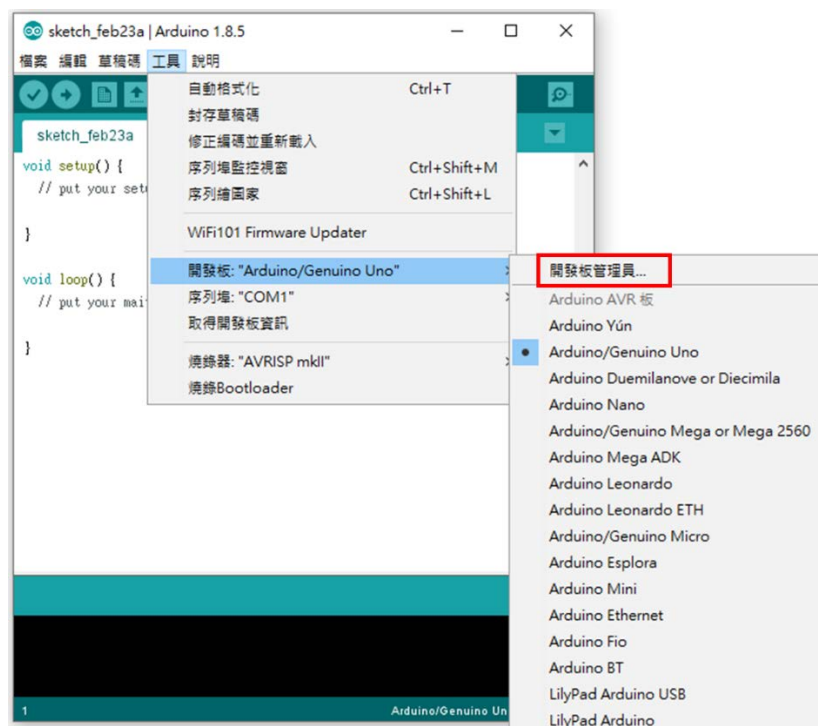 sketch_feb23a | Arduino 1.8.5
檔案 編輯 草稿碼 工具 說明
sketch_feb23a
void setup() {
// put your setu
}
void loop() {
// put your mai
}
自動格式化 Ctrl+T
封存草稿碼
修正編碼並重新載入
序列埠監控視窗 Ctrl+Shift+M
序列繪圖家 Ctrl+Shift+L
WiFi101 Firmware Updater
開發板: "Arduino/Genuino Uno"
序列埠: "COM1"
取得開發板資訊
燒錄器: "AVRISP mkII"
燒錄Bootloader
開發板管理員...
Arduino AVR 板
Arduino Yún
Arduino/Genuino Uno
Arduino Duemilanove or Diecimila
Arduino Nano
Arduino/Genuino Mega or Mega 2560
Arduino Mega ADK
Arduino Leonardo
Arduino Leonardo ETH
Arduino/Genuino Micro
Arduino Esplora
Arduino Mini
Arduino Ethernet
Arduino Fio
Arduino BT
LilyPad Arduino USB
LilyPad Arduino
1 Arduino/Genuino Un